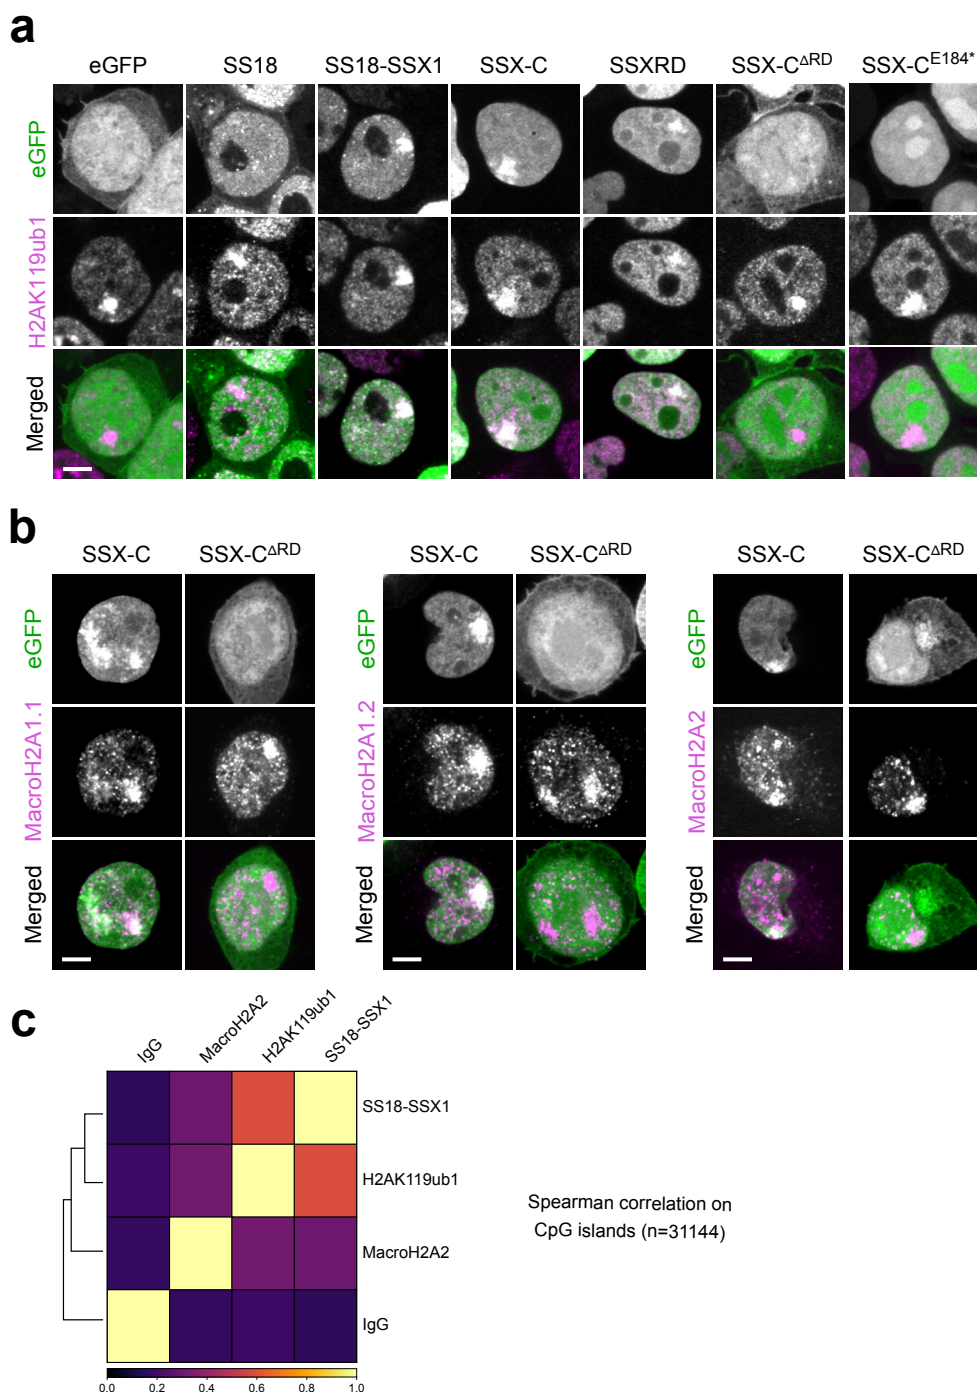 a
eGFP SS18 SS18-SSX1 SSX-C SSXRD SSX-CΔRD SSX-CE184*
eGFP
H2AK119ub1
Merged
b
SSX-C SSX-CΔRD SSX-C SSX-CΔRD SSX-C SSX-CΔRD
eGFP eGFP eGFP
MacroH2A1.1 MacroH2A1.2 MacroH2A2
Merged Merged Merged
c
IgG MacroH2A2 H2AK119ub1 SS18-SSX1
SS18-SSX1
H2AK119ub1
MacroH2A2
IgG
Spearman correlation on
CpG islands (n=31144)
0.0 0.2 0.4 0.6 0.8 1.0